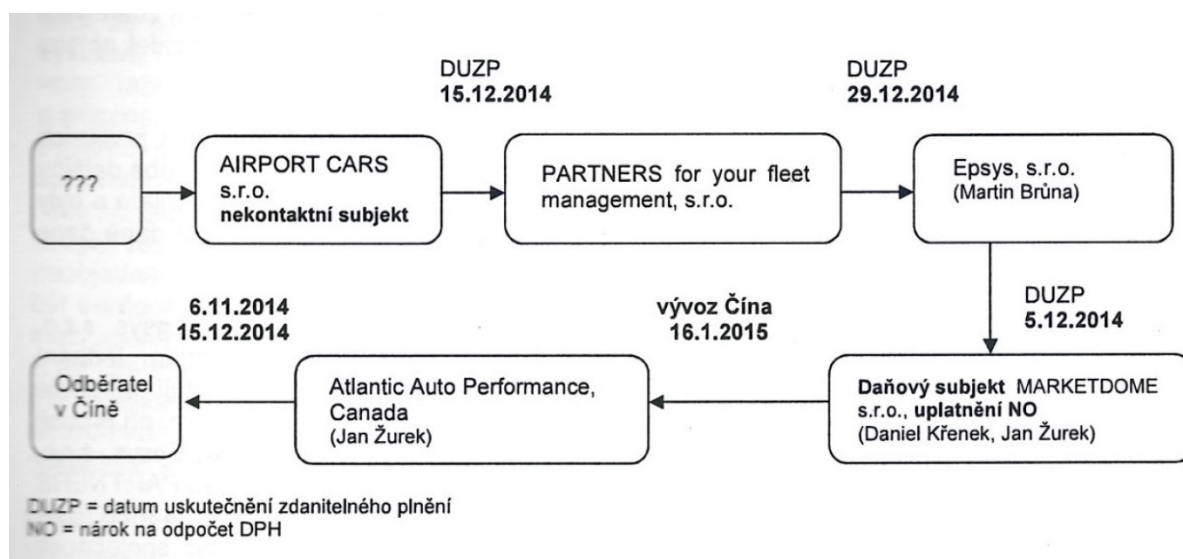 DUZP
15.12.2014
DUZP
29.12.2014
???
AIRPORT CARS
s.r.o.
nekontaktní subjekt
PARTNERS for your fleet
management, s.r.o.
Epsys, s.r.o.
(Martin Brůna)
6.11.2014
15.12.2014
vývoz Čína
16.1.2015
DUZP
5.12.2014
Odběratel
v Číně
Atlantic Auto Performance,
Canada
(Jan Žurek)
Daňový subjekt MARKETDOME
s.r.o., uplatnění NO
(Daniel Křenek, Jan Žurek)
DUZP = datum uskutečnění zdanitelného plnění
NO = nárok na odpočet DPH